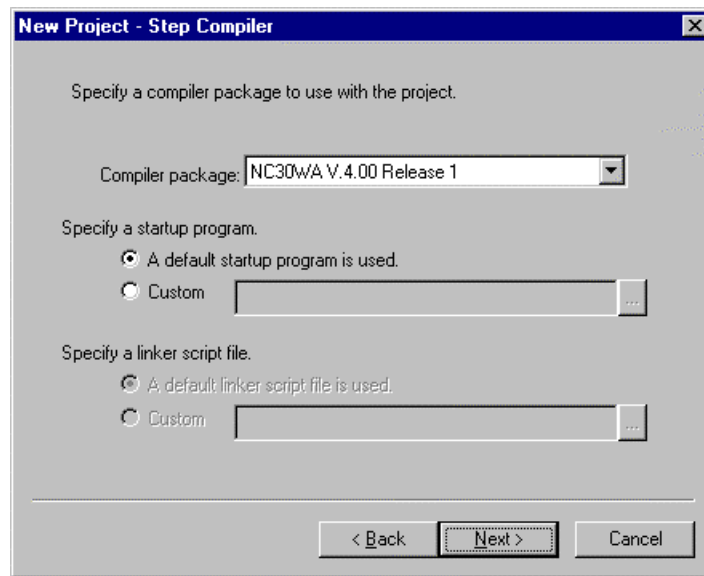 New Project - Step Compiler
Specify a compiler package to use with the project.
Compiler package: NC30WA V.4.00 Release 1
Specify a startup program.
A default startup program is used.
Custom ...
Specify a linker script file.
A default linker script file is used.
Custom ...
< Back Next > Cancel